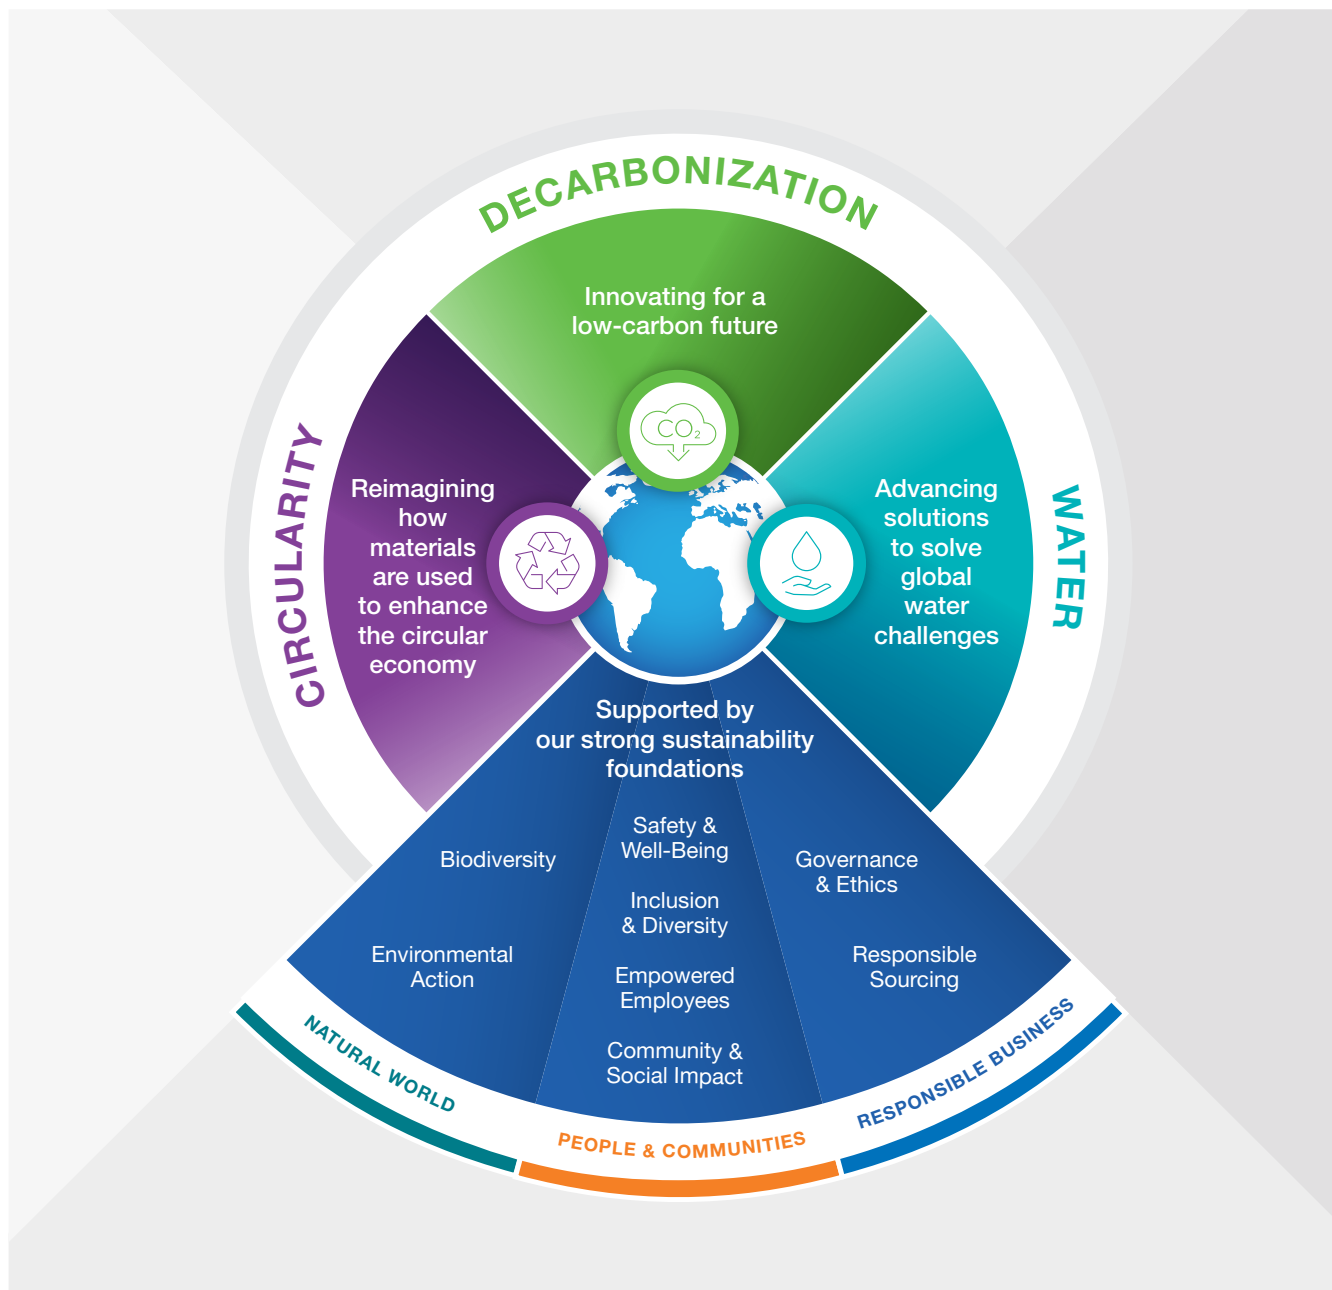 DECARBONIZATION
Innovating for a
low-carbon future
CO2
CIRCULARITY
Reimagining
how
materials
are used
to enhance
the circular
economy
WATER
Advancing
solutions
to solve
global
water
challenges
Supported by
our strong sustainability
foundations
Biodiversity
Environmental
Action
NATURAL WORLD
Safety &
Well-Being
Inclusion
& Diversity
Empowered
Employees
Community &
Social Impact
PEOPLE & COMMUNITIES
Governance
& Ethics
Responsible
Sourcing
RESPONSIBLE BUSINESS